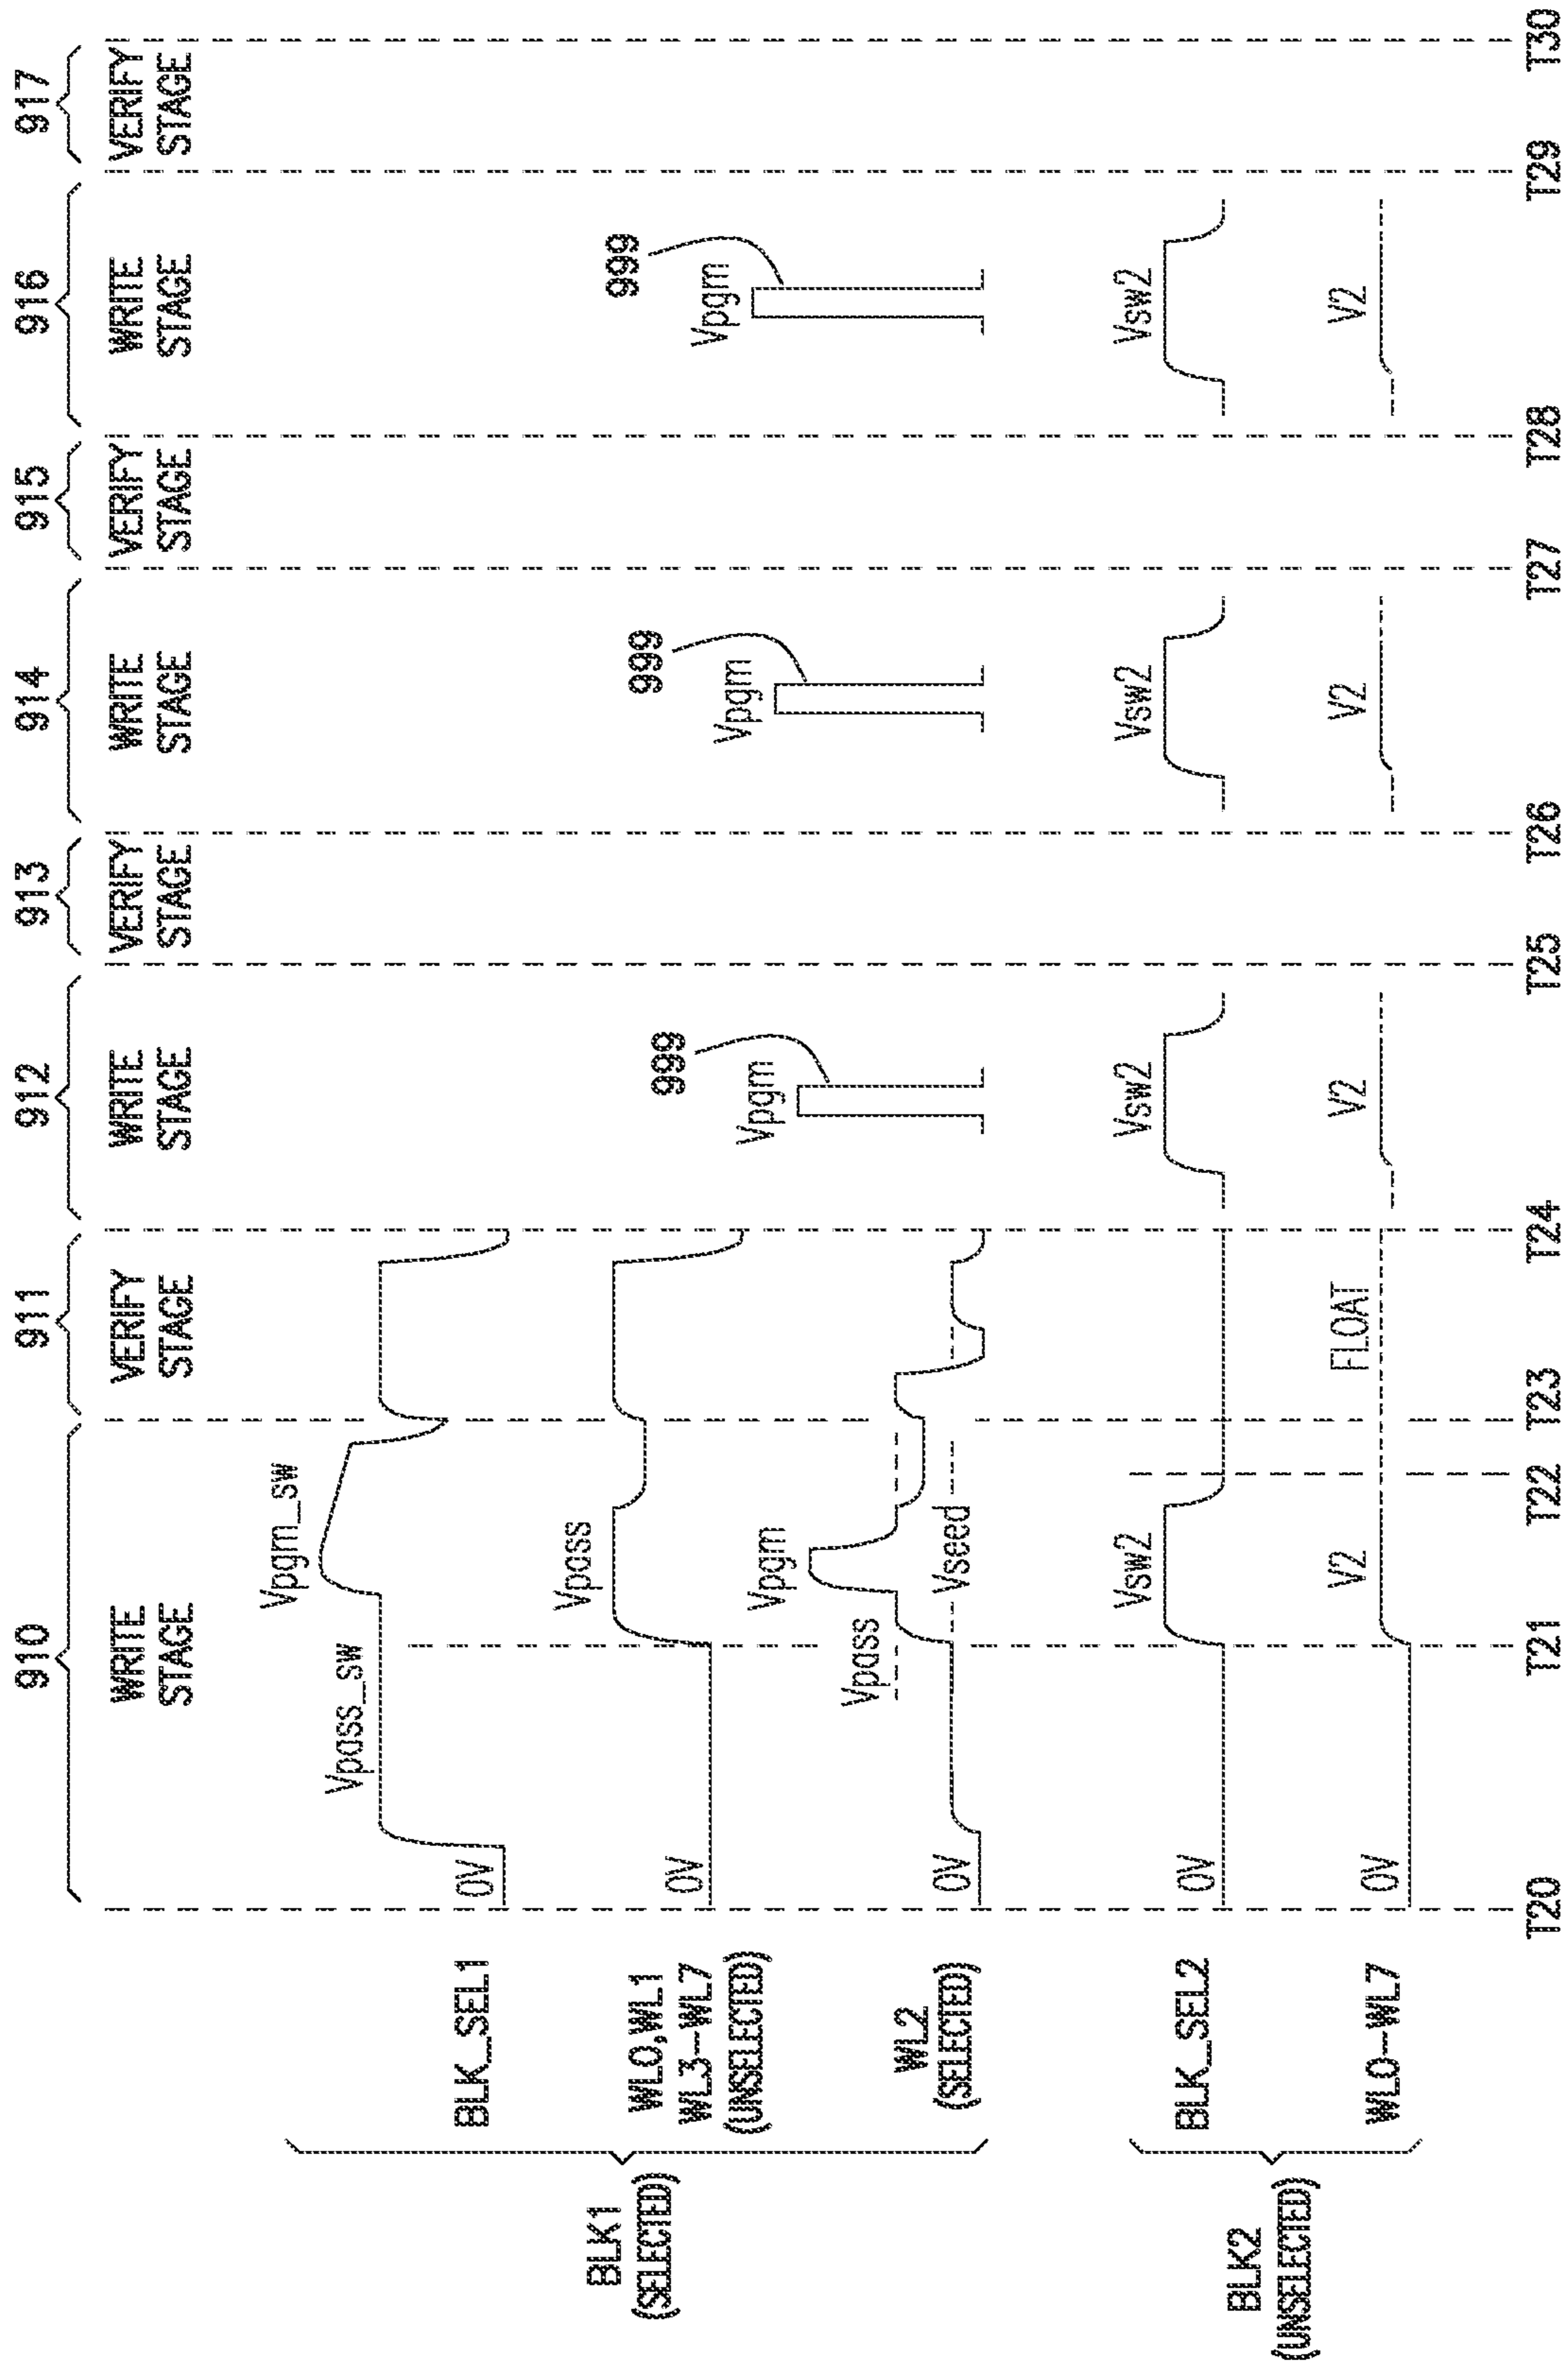 910
911
912
913
914
915
916
917
WRITE
STAGE
VERIFY
STAGE
WRITE
STAGE
VERIFY
STAGE
WRITE
STAGE
VERIFY
STAGE
WRITE
STAGE
VERIFY
STAGE
BLK1
(SELECTED)
BLK_SEL1
0V
Vpass_sw
Vpgm_sw
WL0,WL1
WL3-WL7
(UNSELECTED)
0V
Vpass
WL2
(SELECTED)
0V
Vpass
Vpgm
Vseed
Vpgm
999
Vpgm
999
Vpgm
999
BLK2
(UNSELECTED)
BLK_SEL2
0V
Vsw2
Vsw2
Vsw2
Vsw2
WL0-WL7
0V
V2
FLOAT
V2
V2
V2
T20
T21
T22
T23
T24
T25
T26
T27
T28
T29
T30